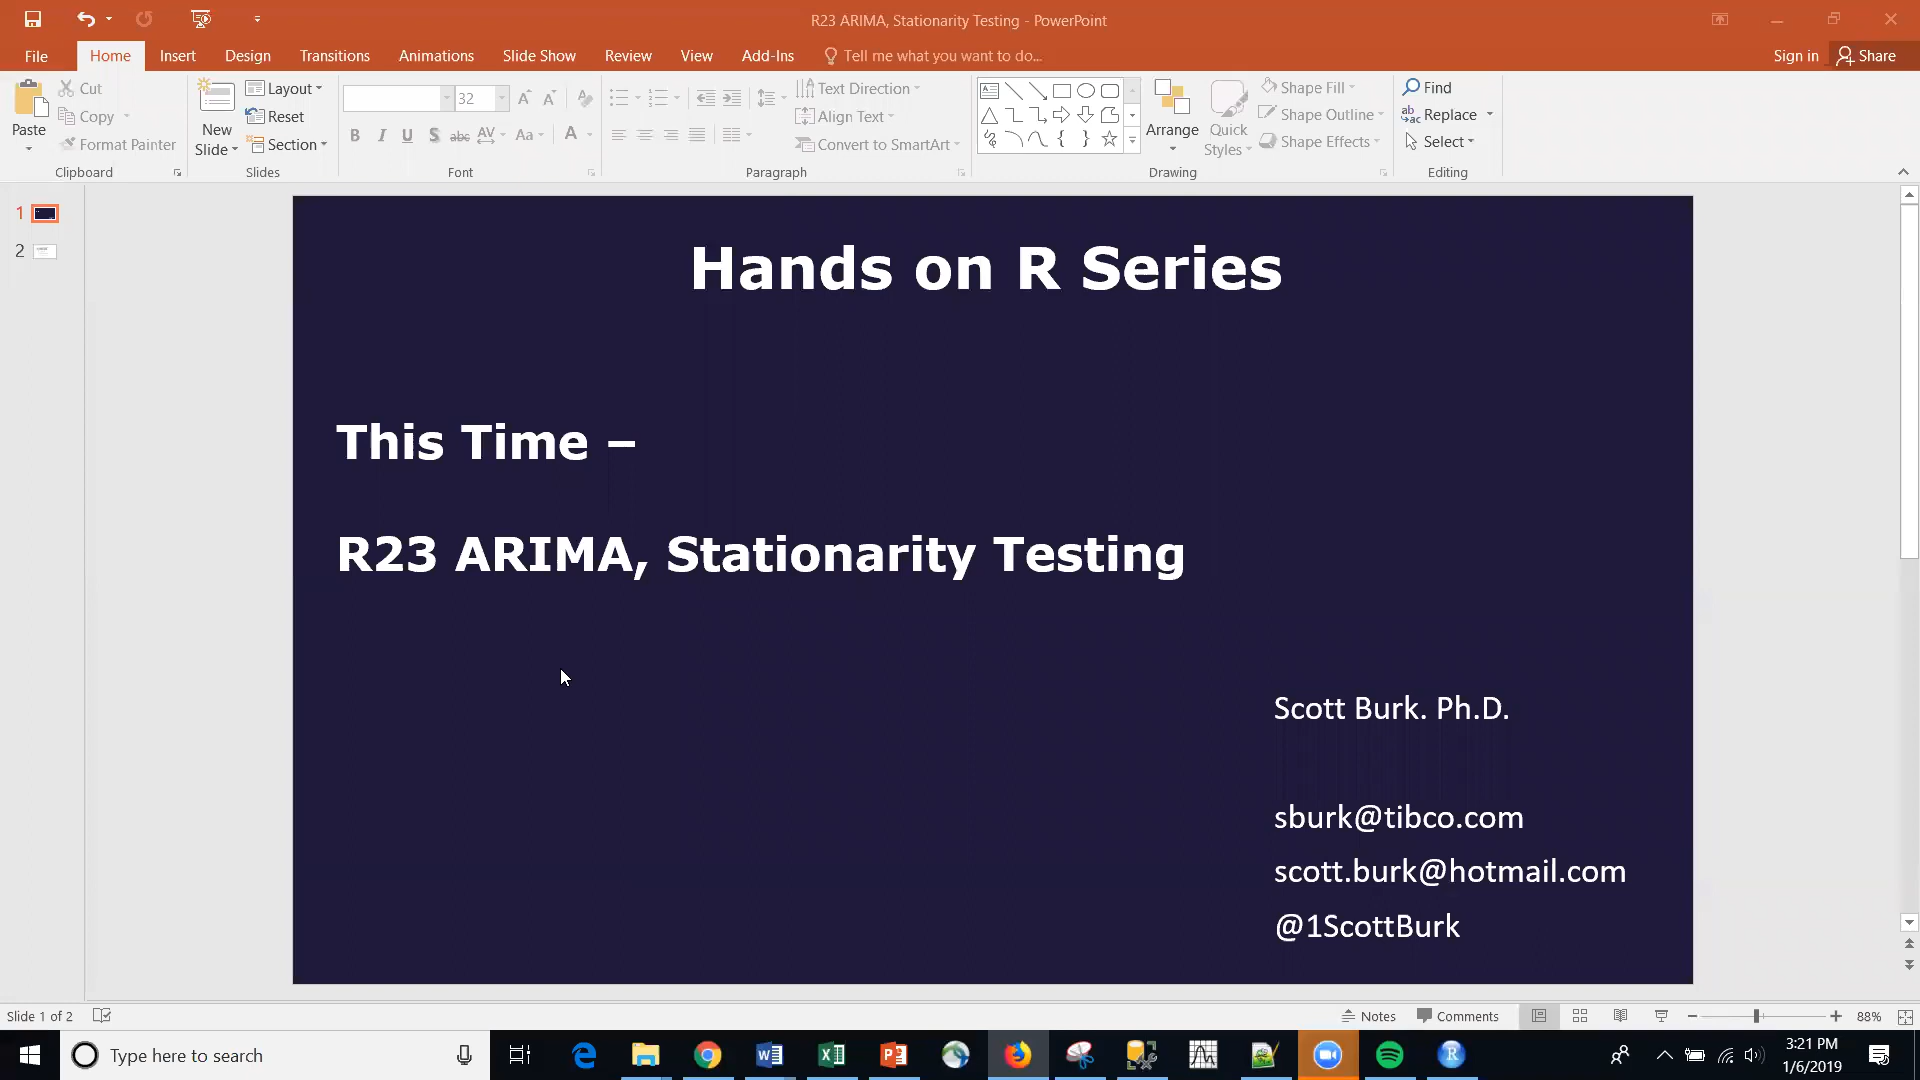 R23 ARIMA, Stationarity Testing - PowerPoint
File Home Insert Design Transitions Animations Slide Show Review View Add-Ins Tell me what you want to do... Sign in Share
Paste
Cut
Copy
Format Painter
Clipboard
New Slide
Layout
Reset
Section
Slides
32
B I U S abc AV Aa A
Font
Text Direction
Align Text
Convert to SmartArt
Paragraph
Arrange
Quick Styles
Shape Fill
Shape Outline
Shape Effects
Drawing
Find
Replace
Select
Editing
1
2
Hands on R Series
This Time –
R23 ARIMA, Stationarity Testing
Scott Burk. Ph.D.
sburk@tibco.com
scott.burk@hotmail.com
@1ScottBurk
Slide 1 of 2 Notes Comments 88%
Type here to search
3:21 PM
1/6/2019